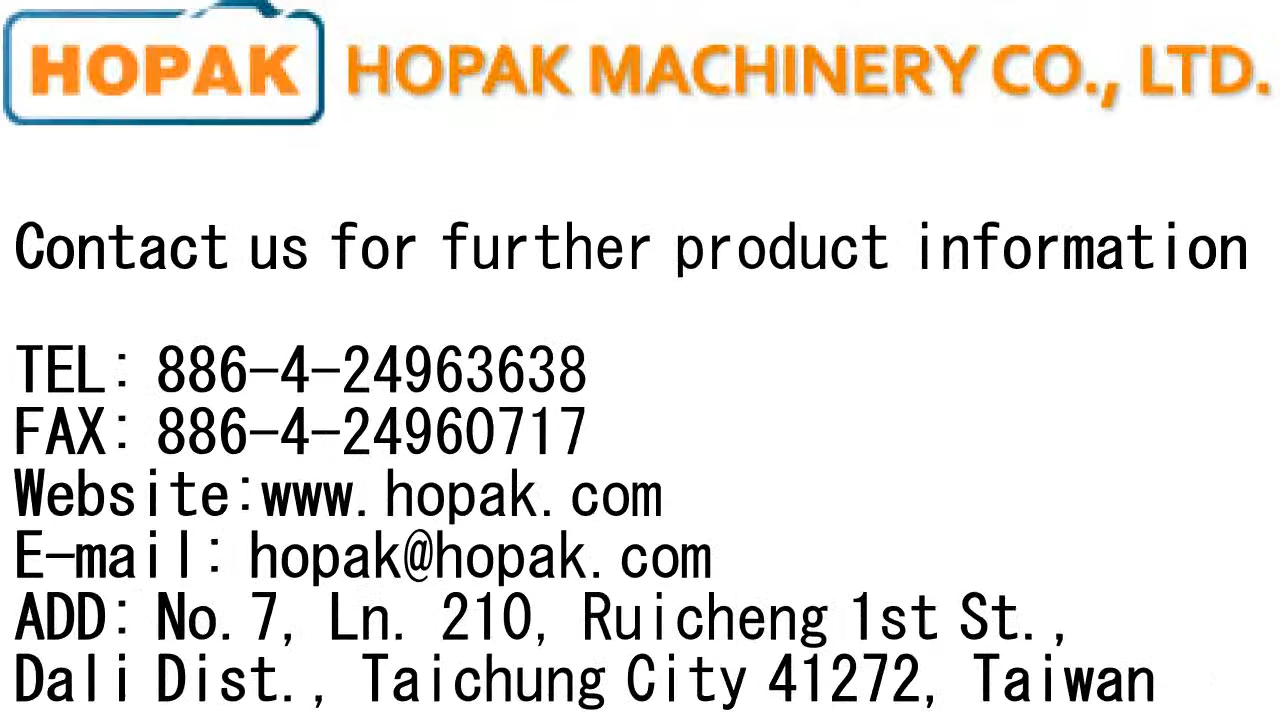 HOPAK HOPAK MACHINERY CO., LTD.
Contact us for further product information
TEL: 886-4-24963638
FAX: 886-4-24960717
Website:www.hopak.com
E-mail: hopak@hopak.com
ADD: No.7, Ln. 210, Ruicheng 1st St.,
Dali Dist., Taichung City 41272, Taiwan